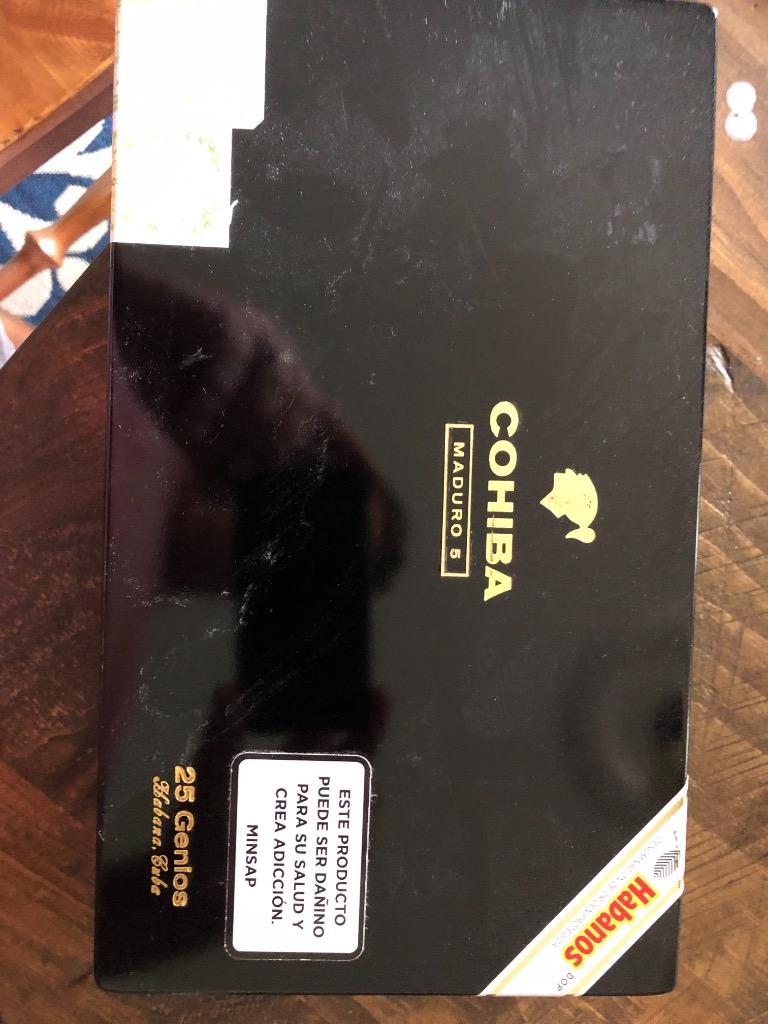 COHIBA
MADURO 5
Habanos
DOP
ESTE PRODUCTO
PUEDE SER DAÑINO
PARA SU SALUD Y
CREA ADICCIÓN.
MINSAP
25 Genios
Habana, Cuba